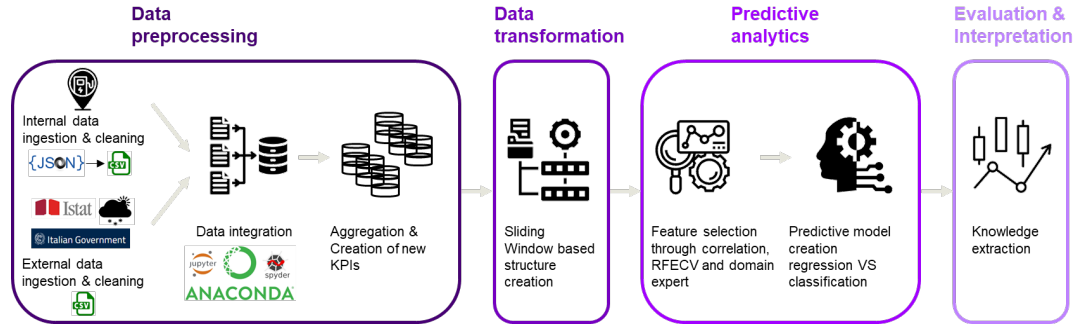 Data
preprocessing
Data
transformation
Predictive
analytics
Evaluation &
Interpretation
Internal data
ingestion & cleaning
{JSON}
CSV
Istat
Italian Government
External data
ingestion & cleaning
CSV
Data integration
jupyter
spyder
ANACONDA
Aggregation &
Creation of new
KPIs
Sliding
Window based
structure
creation
Feature selection
through correlation,
RFECV and domain
expert
Predictive model
creation
regression VS
classification
Knowledge
extraction